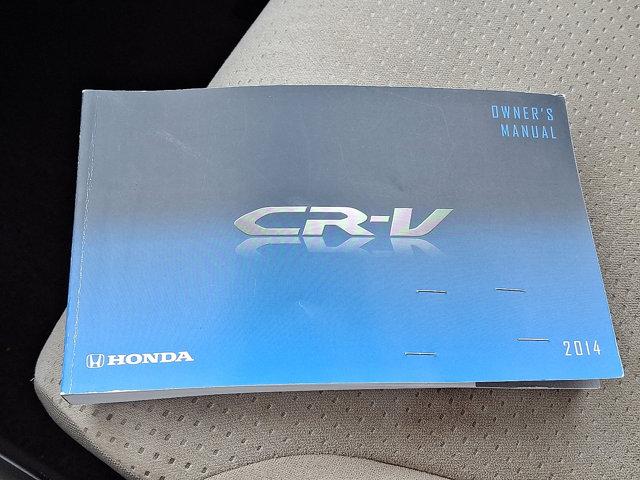 OWNER'S
MANUAL
CR-V
HONDA
2014